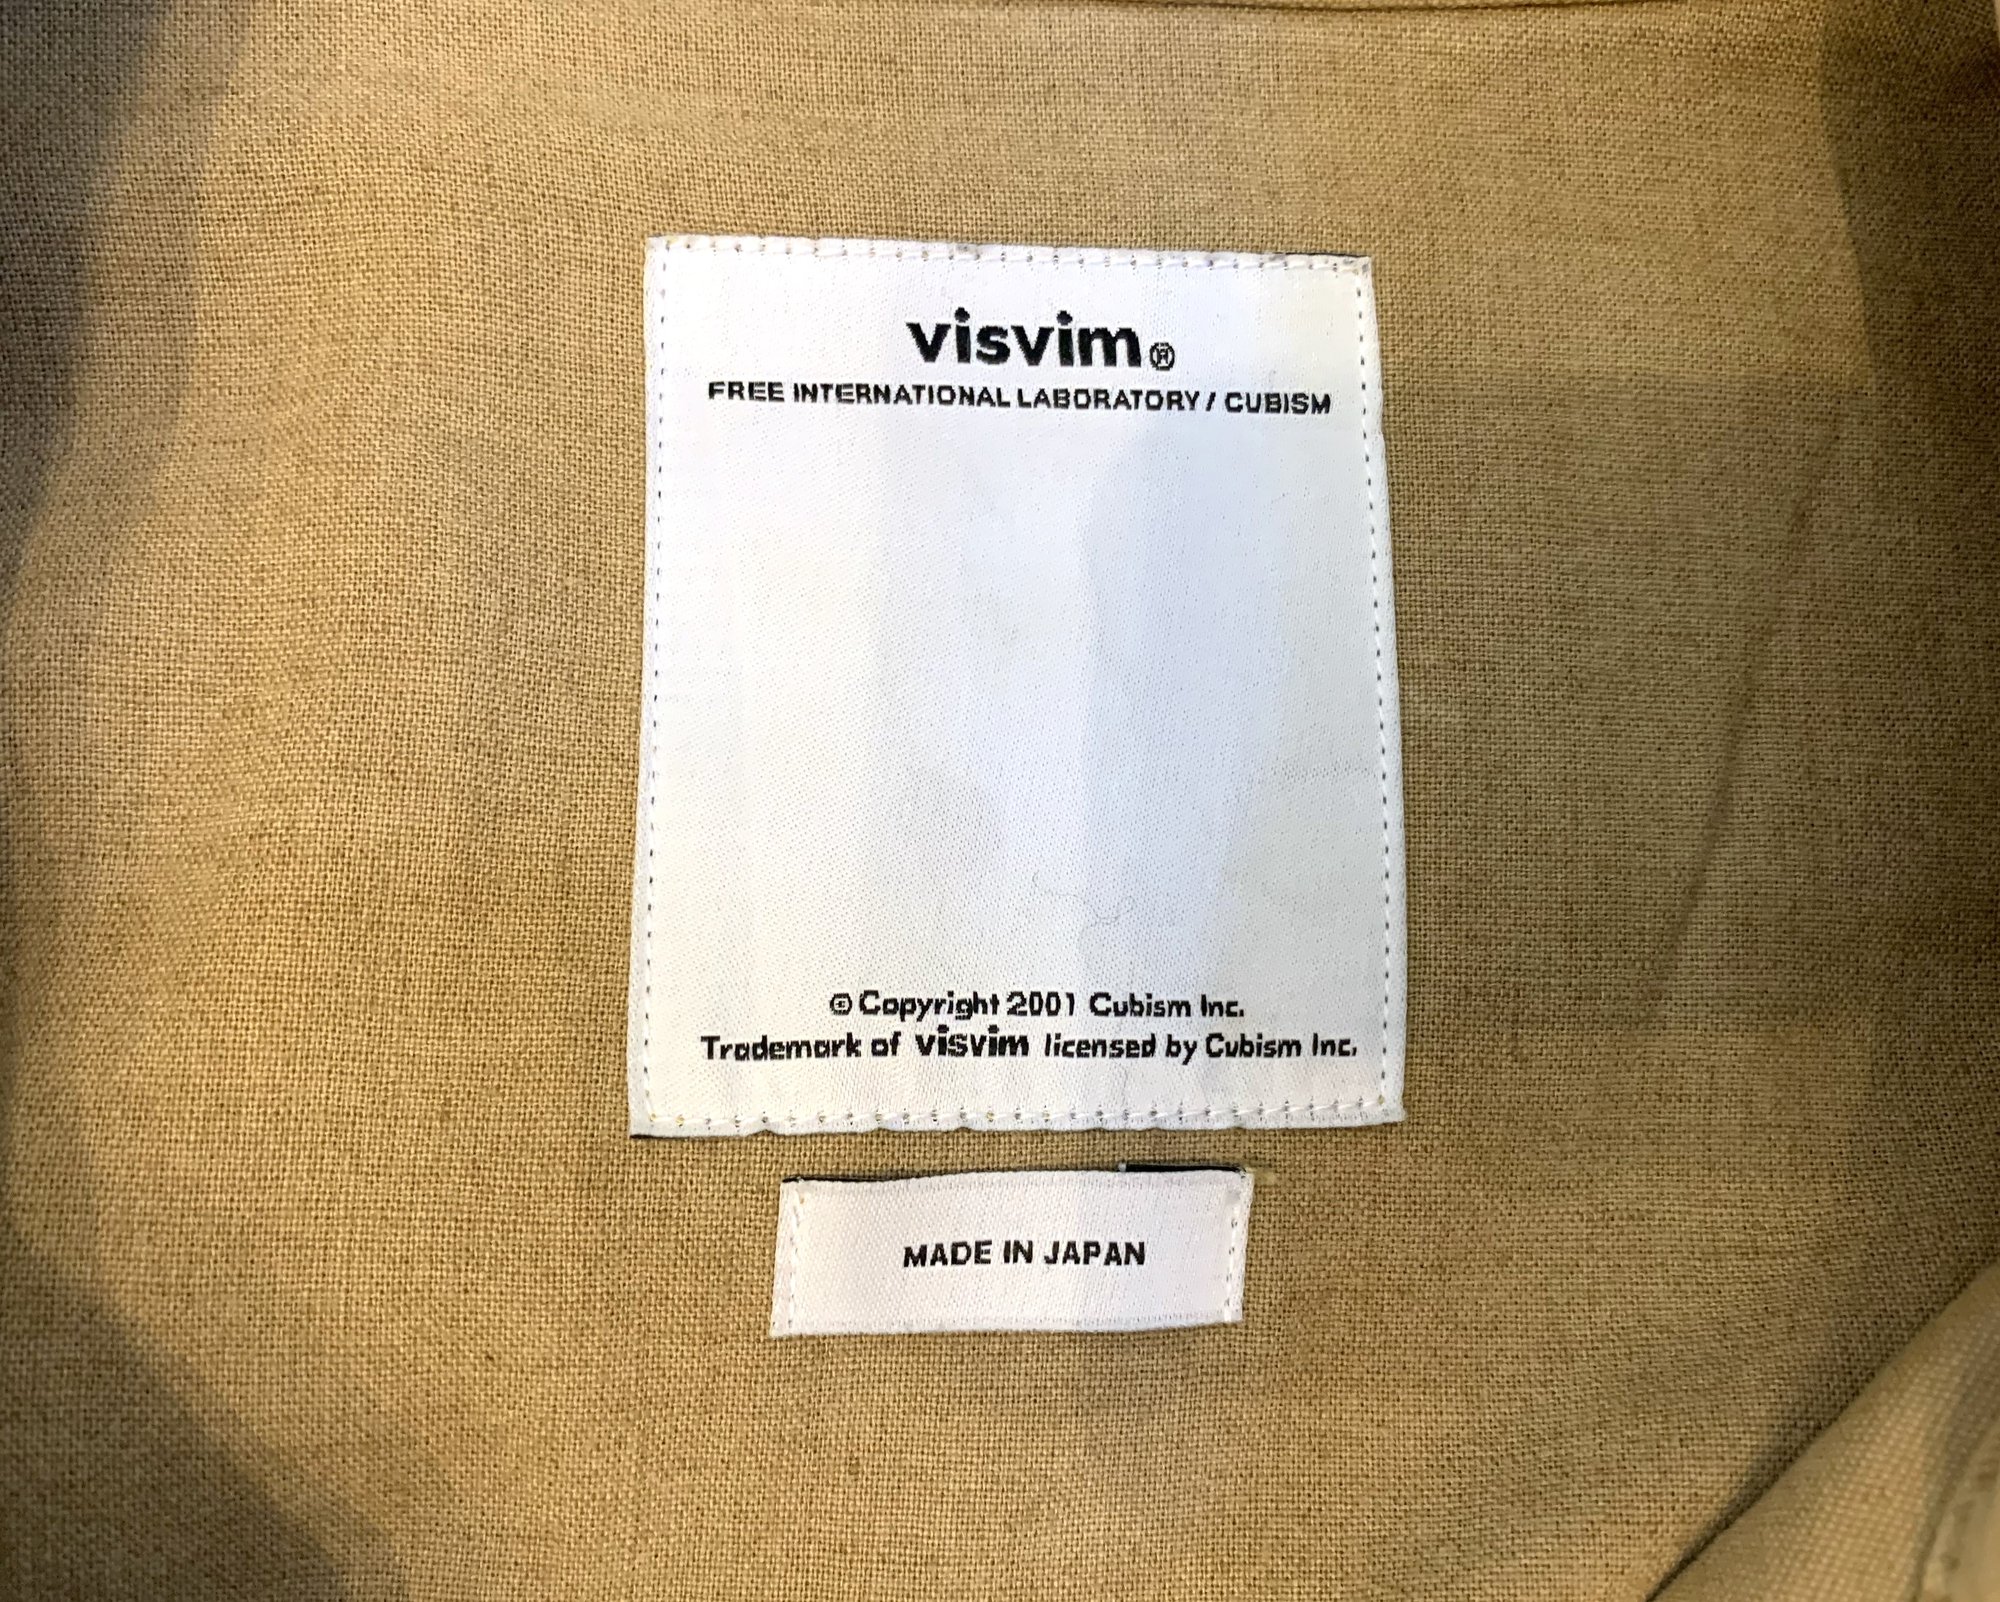 visvim®
FREE INTERNATIONAL LABORATORY / CUBISM
© Copyright 2001 Cubism Inc.
Trademark of visvim licensed by Cubism Inc.
MADE IN JAPAN